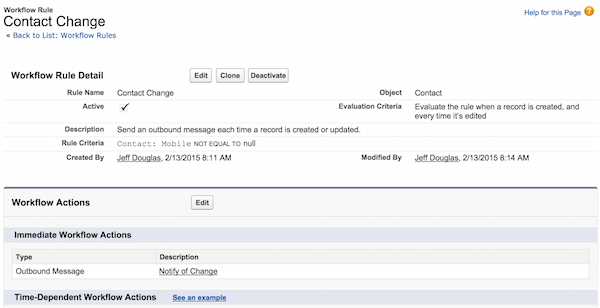 Workflow Rule
Contact Change
Help for this Page ?
« Back to List: Workflow Rules
Workflow Rule Detail Edit Clone Deactivate
Rule Name Contact Change Object Contact
Active Evaluation Criteria Evaluate the rule when a record is created, and
every time it's edited
Description Send an outbound message each time a record is created or updated.
Rule Criteria Contact: Mobile NOT EQUAL TO null
Created By Jeff Douglas, 2/13/2015 8:11 AM Modified By Jeff Douglas, 2/13/2015 8:14 AM
Workflow Actions Edit
Immediate Workflow Actions
Type Description
Outbound Message Notify of Change
Time-Dependent Workflow Actions See an example